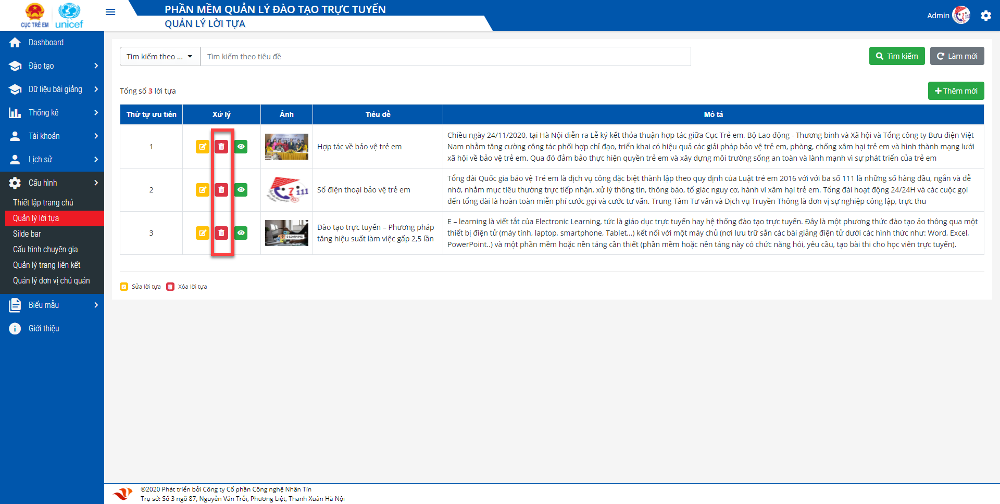 CỤC TRẺ EM
unicef
PHẦN MỀM QUẢN LÝ ĐÀO TẠO TRỰC TUYẾN
QUẢN LÝ LỜI TỰA
Admin
Dashboard
Đào tạo
Dữ liệu bài giảng
Thống kê
Tài khoản
Lịch sử
Cấu hình
Thiết lập trang chủ
Quản lý lời tựa
Silde bar
Cấu hình chuyên gia
Quản lý trang liên kết
Quản lý đơn vị chủ quản
Biểu mẫu
Giới thiệu
Tìm kiếm theo ...
Tìm kiếm theo tiêu đề
Tìm kiếm
Làm mới
Tổng số 3 lời tựa
Thêm mới
Thứ tự ưu tiên
Xử lý
Ảnh
Tiêu đề
Mô tả
1
Hợp tác về bảo vệ trẻ em
Chiều ngày 24/11/2020, tại Hà Nội diễn ra Lễ ký kết thỏa thuận hợp tác giữa Cục Trẻ em, Bộ Lao động - Thương binh và Xã hội và Tổng công ty Bưu điện Việt
Nam nhằm tăng cường công tác phối hợp chỉ đạo, triển khai có hiệu quả các giải pháp bảo vệ trẻ em, phòng, chống xâm hại trẻ em và hình thành mạng lưới
xã hội về bảo vệ trẻ em. Qua đó đảm bảo thực hiện quyền trẻ em và xây dựng môi trường sống an toàn và lành mạnh vì sự phát triển của trẻ em
2
111
Số điện thoại bảo vệ trẻ em
Tổng đài Quốc gia bảo vệ Trẻ em là dịch vụ công đặc biệt thành lập theo quy định của Luật trẻ em 2016 với với ba số 111 là những số hàng đầu, ngắn và dễ
nhớ, nhằm mục tiêu thường trực tiếp nhận, xử lý thông tin, thông báo, tố giác nguy cơ, hành vi xâm hại trẻ em. Tổng đài hoạt động 24/24H và các cuộc gọi
đến tổng đài là hoàn toàn miễn phí cước gọi và cước tư vấn. Trung Tâm Tư vấn và Dịch vụ Truyền Thông là đơn vị sự nghiệp công lập, trực thu
3
E-LEARNING
Đào tạo trực tuyến – Phương pháp
tăng hiệu suất làm việc gấp 2,5 lần
E – learning là viết tắt của Electronic Learning, tức là giáo dục trực tuyến hay hệ thống đào tạo trực tuyến. Đây là một phương thức đào tạo ảo thông qua một
thiết bị điện tử (máy tính, laptop, smartphone, Tablet,..) kết nối với một máy chủ (nơi lưu trữ sẵn các bài giảng điện tử dưới các hình thức như: Word, Excel,
PowerPoint..) và một phần mềm hoặc nền tảng cần thiết (phần mềm hoặc nền tảng này có chức năng hỏi, yêu cầu, tạo bài thi cho học viên trực tuyến).
Sửa lời tựa
Xóa lời tựa
©2020 Phát triển bởi Công ty Cổ phần Công nghệ Nhân Tín
Trụ sở: Số 3 ngõ 87, Nguyễn Văn Trỗi, Phương Liệt, Thanh Xuân Hà Nội